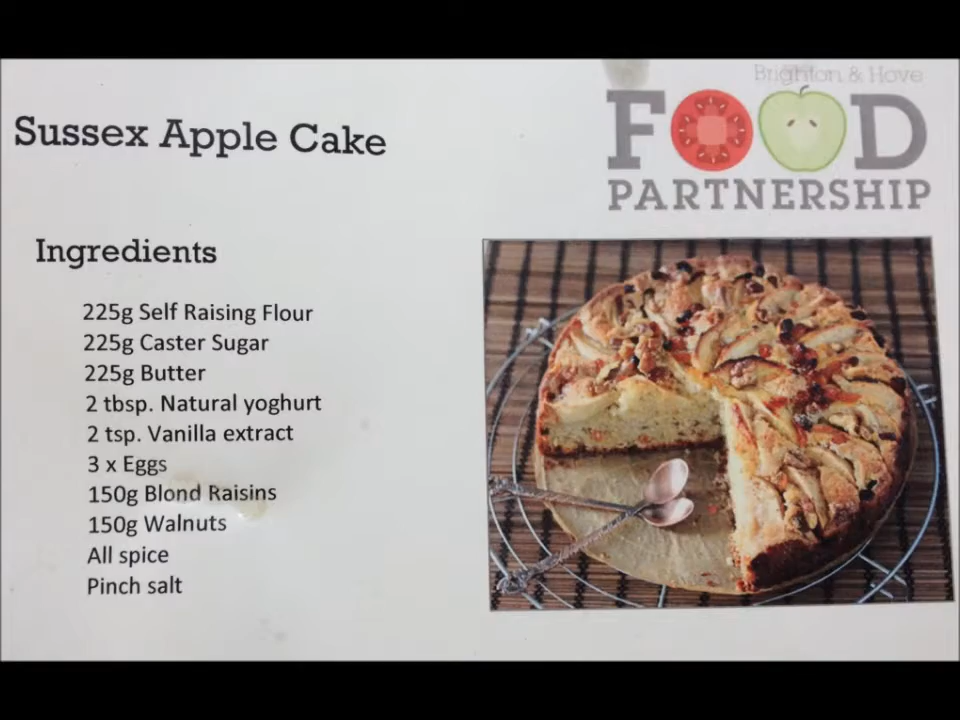 Brighton & Hove
FOOD
PARTNERSHIP
Sussex Apple Cake
Ingredients
225g Self Raising Flour
225g Caster Sugar
225g Butter
2 tbsp. Natural yoghurt
2 tsp. Vanilla extract
3 x Eggs
150g Blond Raisins
150g Walnuts
All spice
Pinch salt